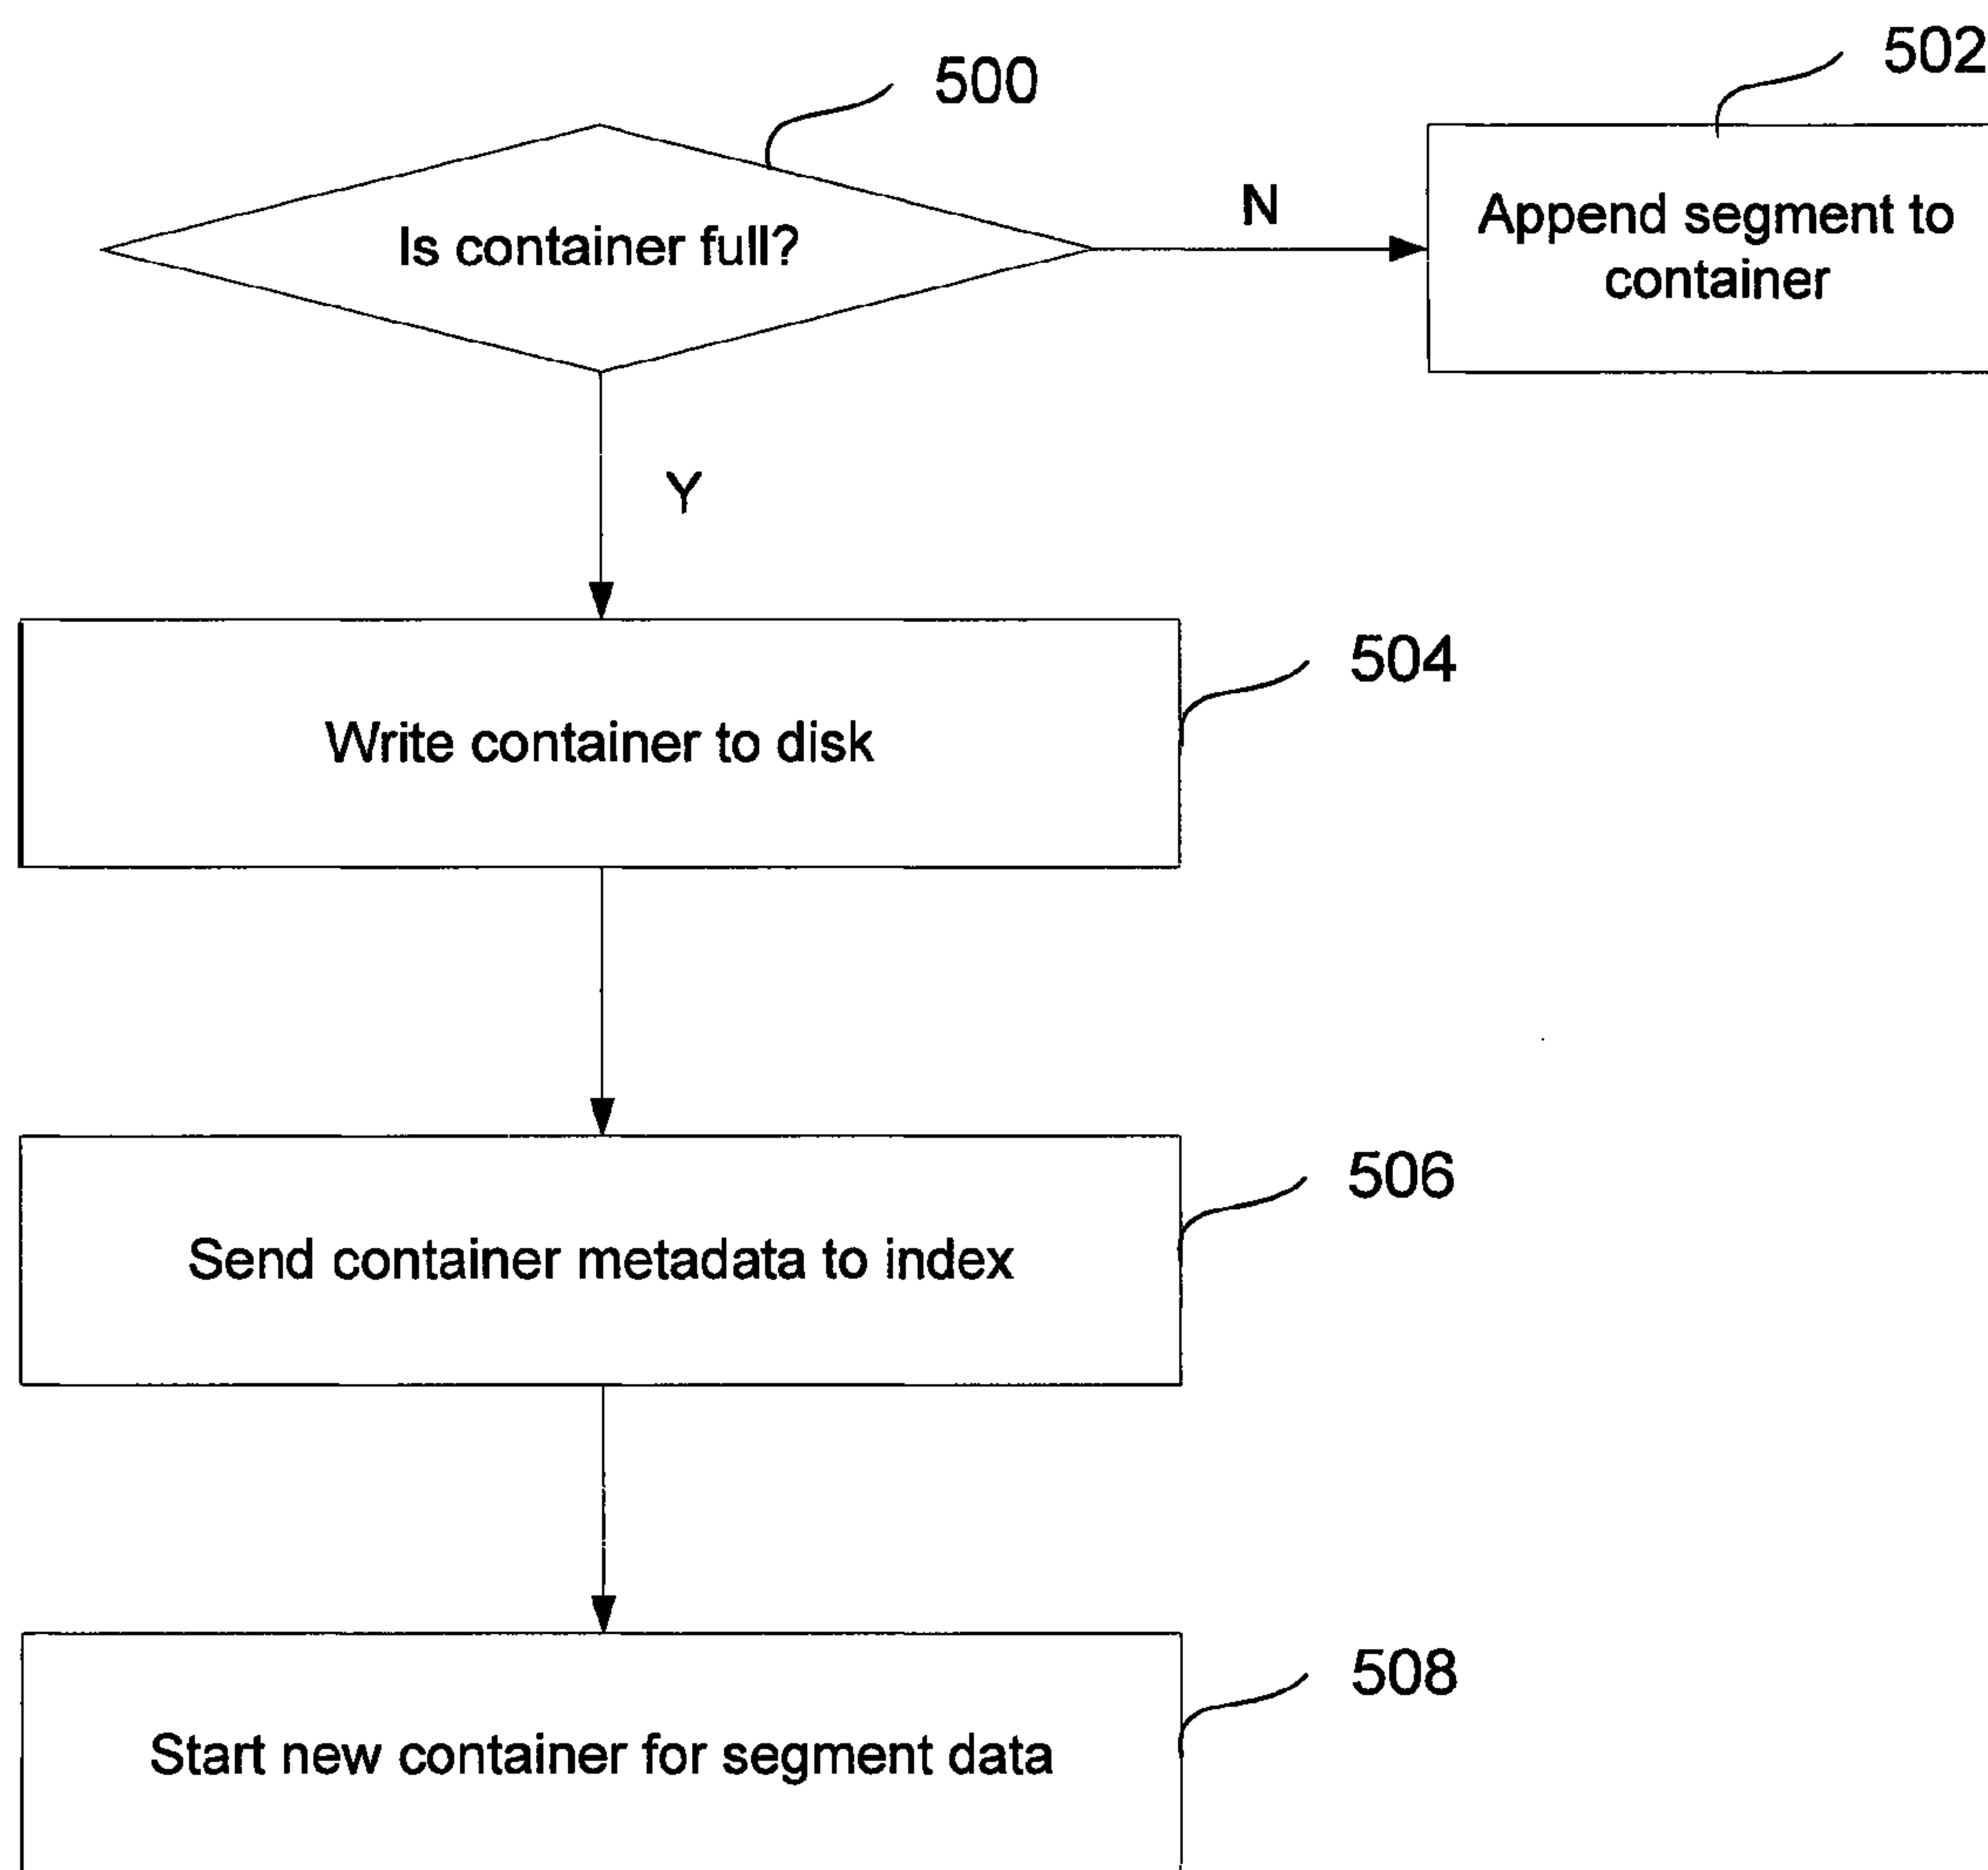 500
502
Is container full?
N
Append segment to
container
Y
504
Write container to disk
506
Send container metadata to index
508
Start new container for segment data